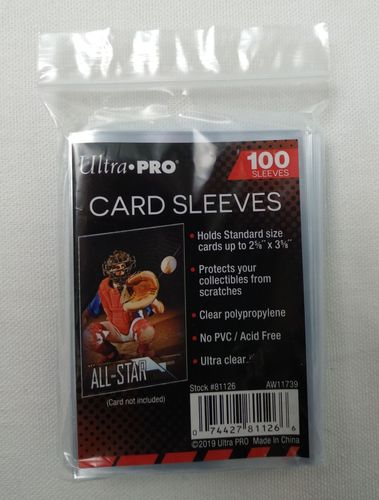 Ultra•PRO®
100
SLEEVES
CARD SLEEVES
• Holds Standard size
cards up to 2⅝" x 3⅝"
• Protects your
collectibles from
scratches
• Clear polypropylene
• No PVC / Acid Free
• Ultra clear
ALL-STAR
(Card not included)
Stock #81126
AW11739
0 74427 81126 6
©2019 Ultra PRO Made In China